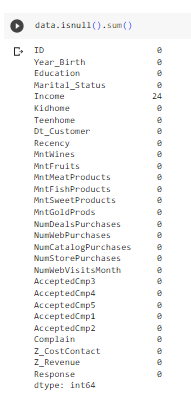 data.isnull().sum()
ID 0
Year_Birth 0
Education 0
Marital_Status 0
Income 24
Kidhome 0
Teenhome 0
Dt_Customer 0
Recency 0
MntWines 0
MntFruits 0
MntMeatProducts 0
MntFishProducts 0
MntSweetProducts 0
MntGoldProds 0
NumDealsPurchases 0
NumWebPurchases 0
NumCatalogPurchases 0
NumStorePurchases 0
NumWebVisitsMonth 0
AcceptedCmp3 0
AcceptedCmp4 0
AcceptedCmp5 0
AcceptedCmp1 0
AcceptedCmp2 0
Complain 0
Z_CostContact 0
Z_Revenue 0
Response 0
dtype: int64